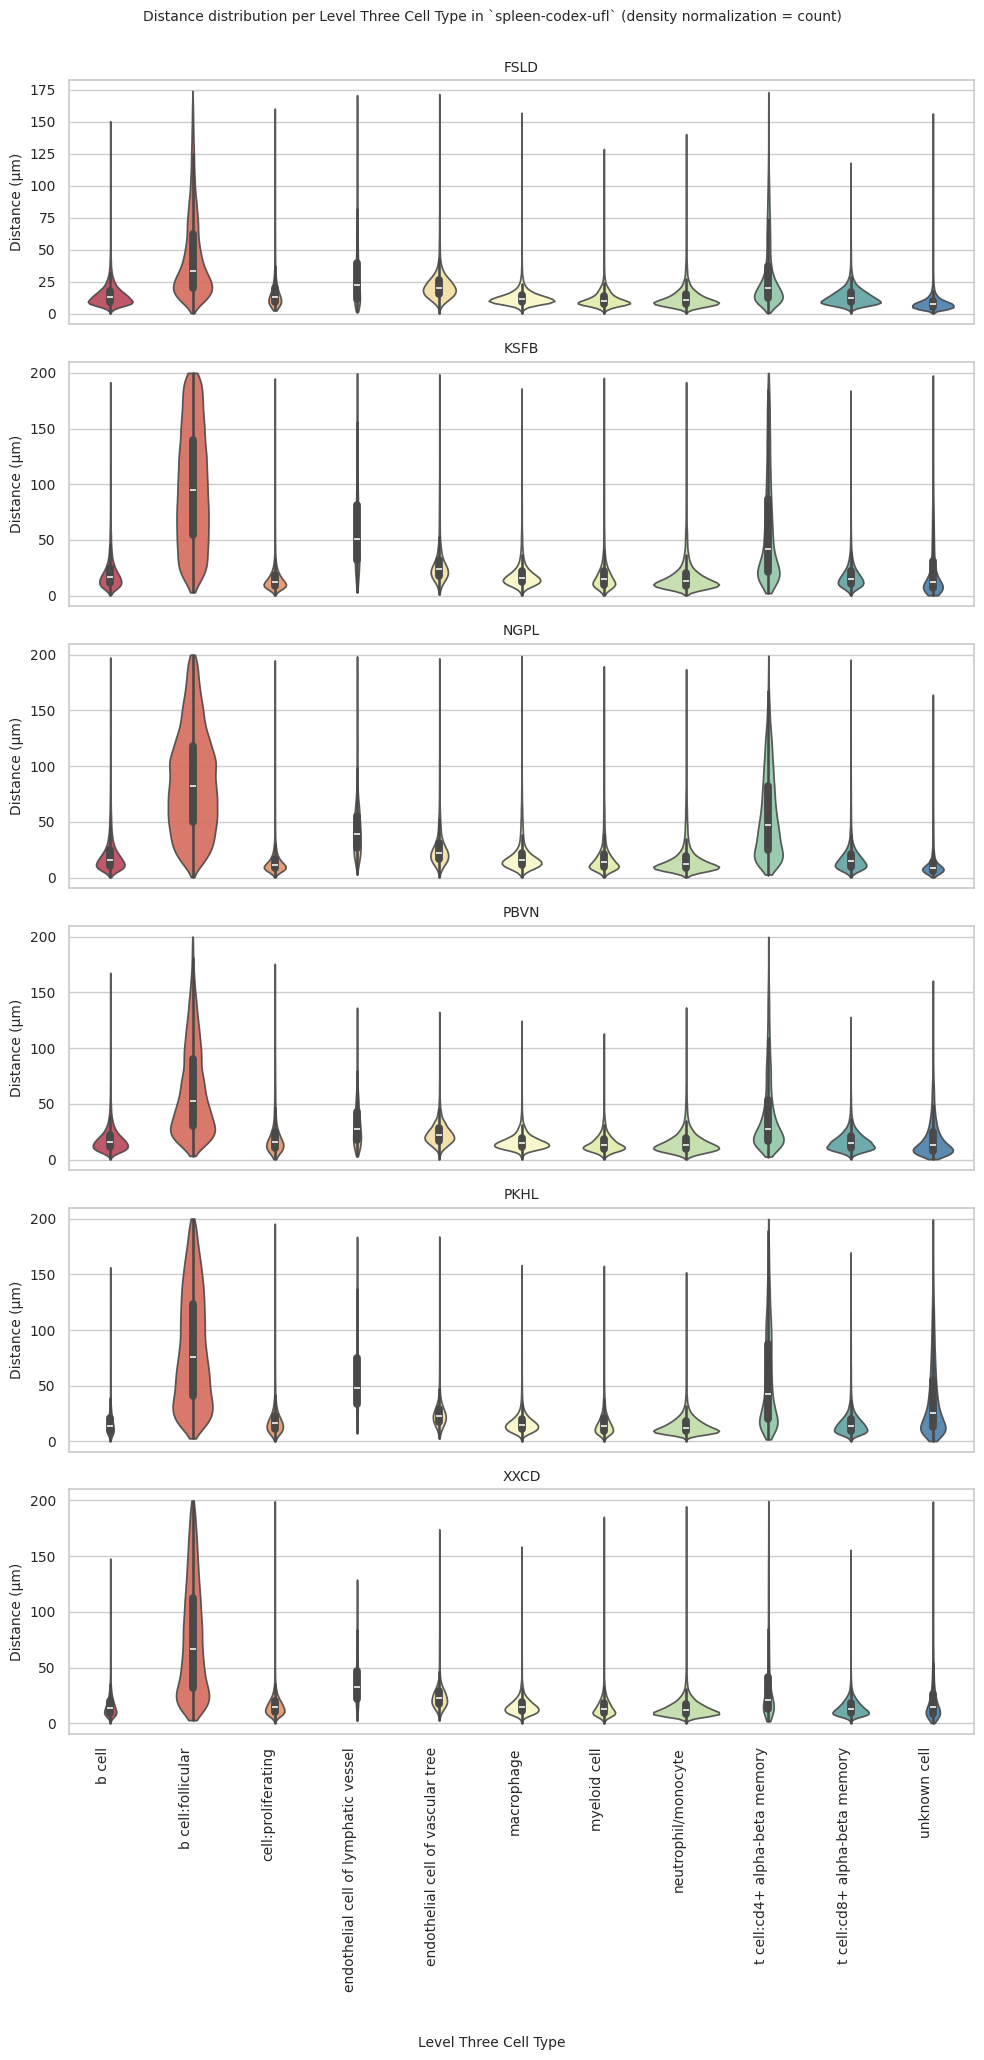 Distance distribution per Level Three Cell Type in `spleen-codex-ufl` (density normalization = count)
FSLD
Distance (μm)
175
150
125
100
75
50
25
0
KSFB
Distance (μm)
200
150
100
50
0
NGPL
Distance (μm)
200
150
100
50
0
PBVN
Distance (μm)
200
150
100
50
0
PKHL
Distance (μm)
200
150
100
50
0
XXCD
Distance (μm)
200
150
100
50
0
b cell
b cell:follicular
cell:proliferating
endothelial cell of lymphatic vessel
endothelial cell of vascular tree
macrophage
myeloid cell
neutrophil/monocyte
t cell:cd4+ alpha-beta memory
t cell:cd8+ alpha-beta memory
unknown cell
Level Three Cell Type